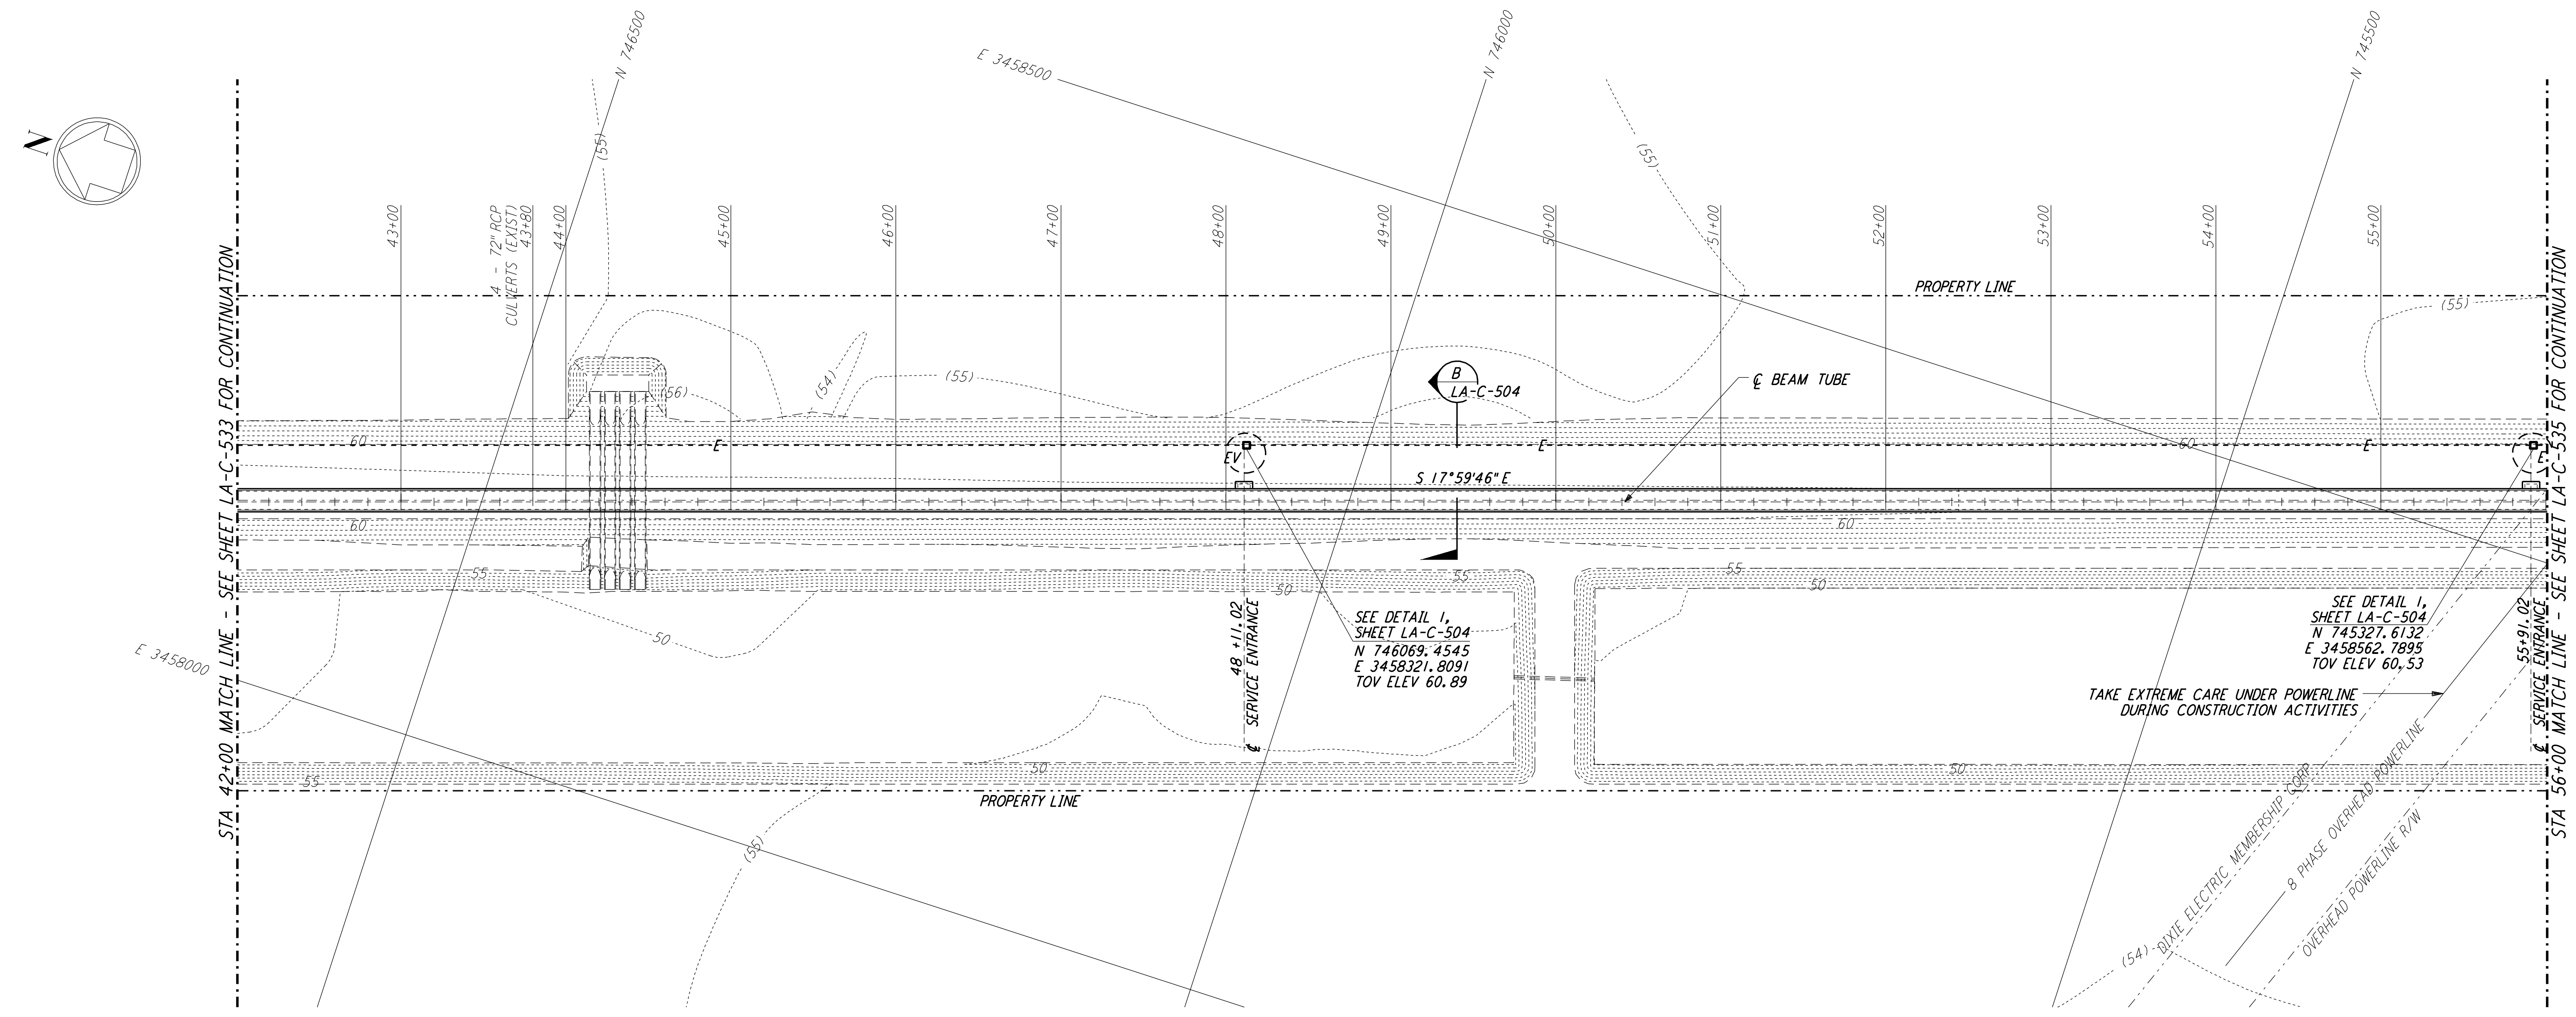 N
N 746500
E 3458500
N 746000
N 745500
(55)
(55)
43+00
4 - 72" RCP
CULVERTS (EXIST)
43+80
44+00
45+00
46+00
47+00
48+00
49+00
50+00
51+00
52+00
53+00
54+00
55+00
PROPERTY LINE
(55)
(56)
(54)
(55)
B
LA-C-504
℄ BEAM TUBE
60
E
EV
E
E
60
E
S 17°59'46" E
60
60
55
55
50
55
50
50
STA 42+00 MATCH LINE - SEE SHEET LA-C-533 FOR CONTINUATION
STA 56+00 MATCH LINE - SEE SHEET LA-C-535 FOR CONTINUATION
E 3458000
48 +11.02
℄ SERVICE ENTRANCE
SEE DETAIL 1,
SHEET LA-C-504
N 746069.4545
E 3458321.8091
TOV ELEV 60.89
SEE DETAIL 1,
SHEET LA-C-504
N 745327.6132
E 3458562.7895
TOV ELEV 60.53
55+91.02
℄ SERVICE ENTRANCE
TAKE EXTREME CARE UNDER POWERLINE
DURING CONSTRUCTION ACTIVITIES
55
50
50
PROPERTY LINE
(55)
DIXIE ELECTRIC MEMBERSHIP CORP
8 PHASE OVERHEAD POWERLINE
OVERHEAD POWERLINE R/W
(54)